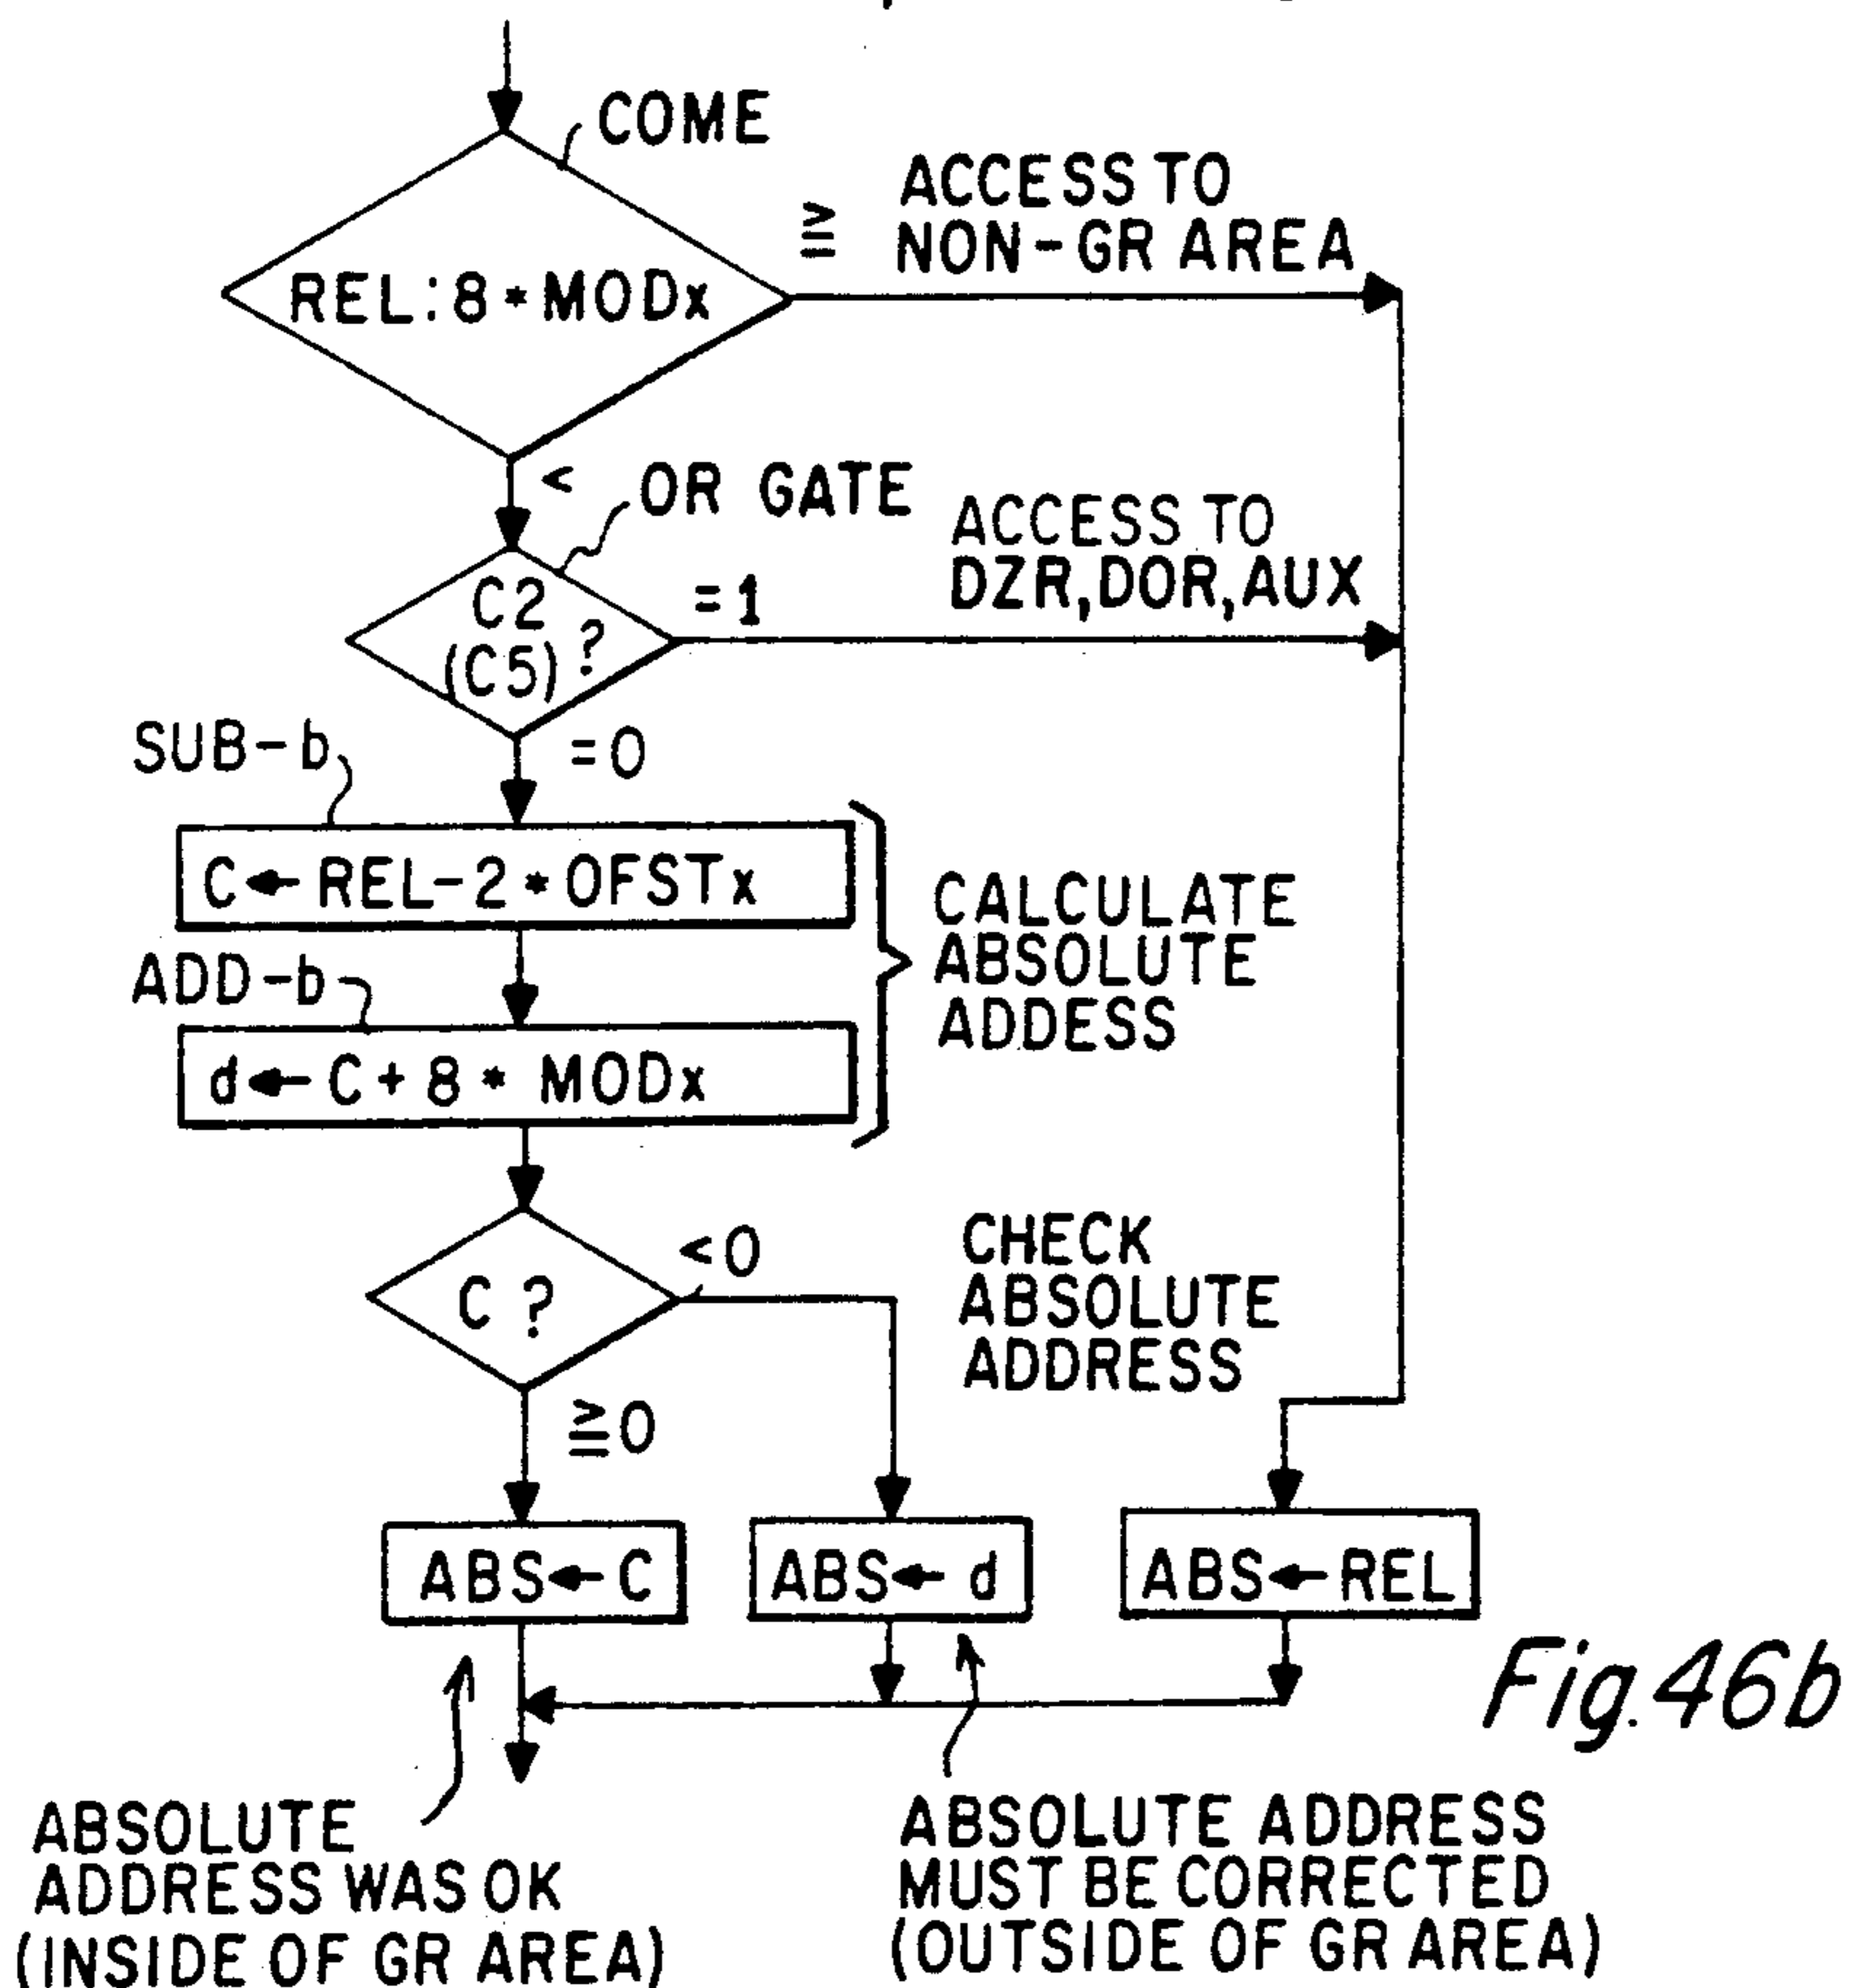 COME
ACCESS TO
≧ NON-GR AREA
REL:8*MODx
<
OR GATE
ACCESS TO
DZR,DOR,AUX
C2
(C5)?
=1
SUB-b
=0
C←REL-2*OFSTx
CALCULATE
ABSOLUTE
ADDESS
ADD-b
d←C+8* MODx
<0
CHECK
ABSOLUTE
ADDRESS
C?
≧0
ABS←C
ABS←d
ABS←REL
Fig.46b
ABSOLUTE
ADDRESS WAS OK
(INSIDE OF GR AREA)
ABSOLUTE ADDRESS
MUST BE CORRECTED
(OUTSIDE OF GR AREA)